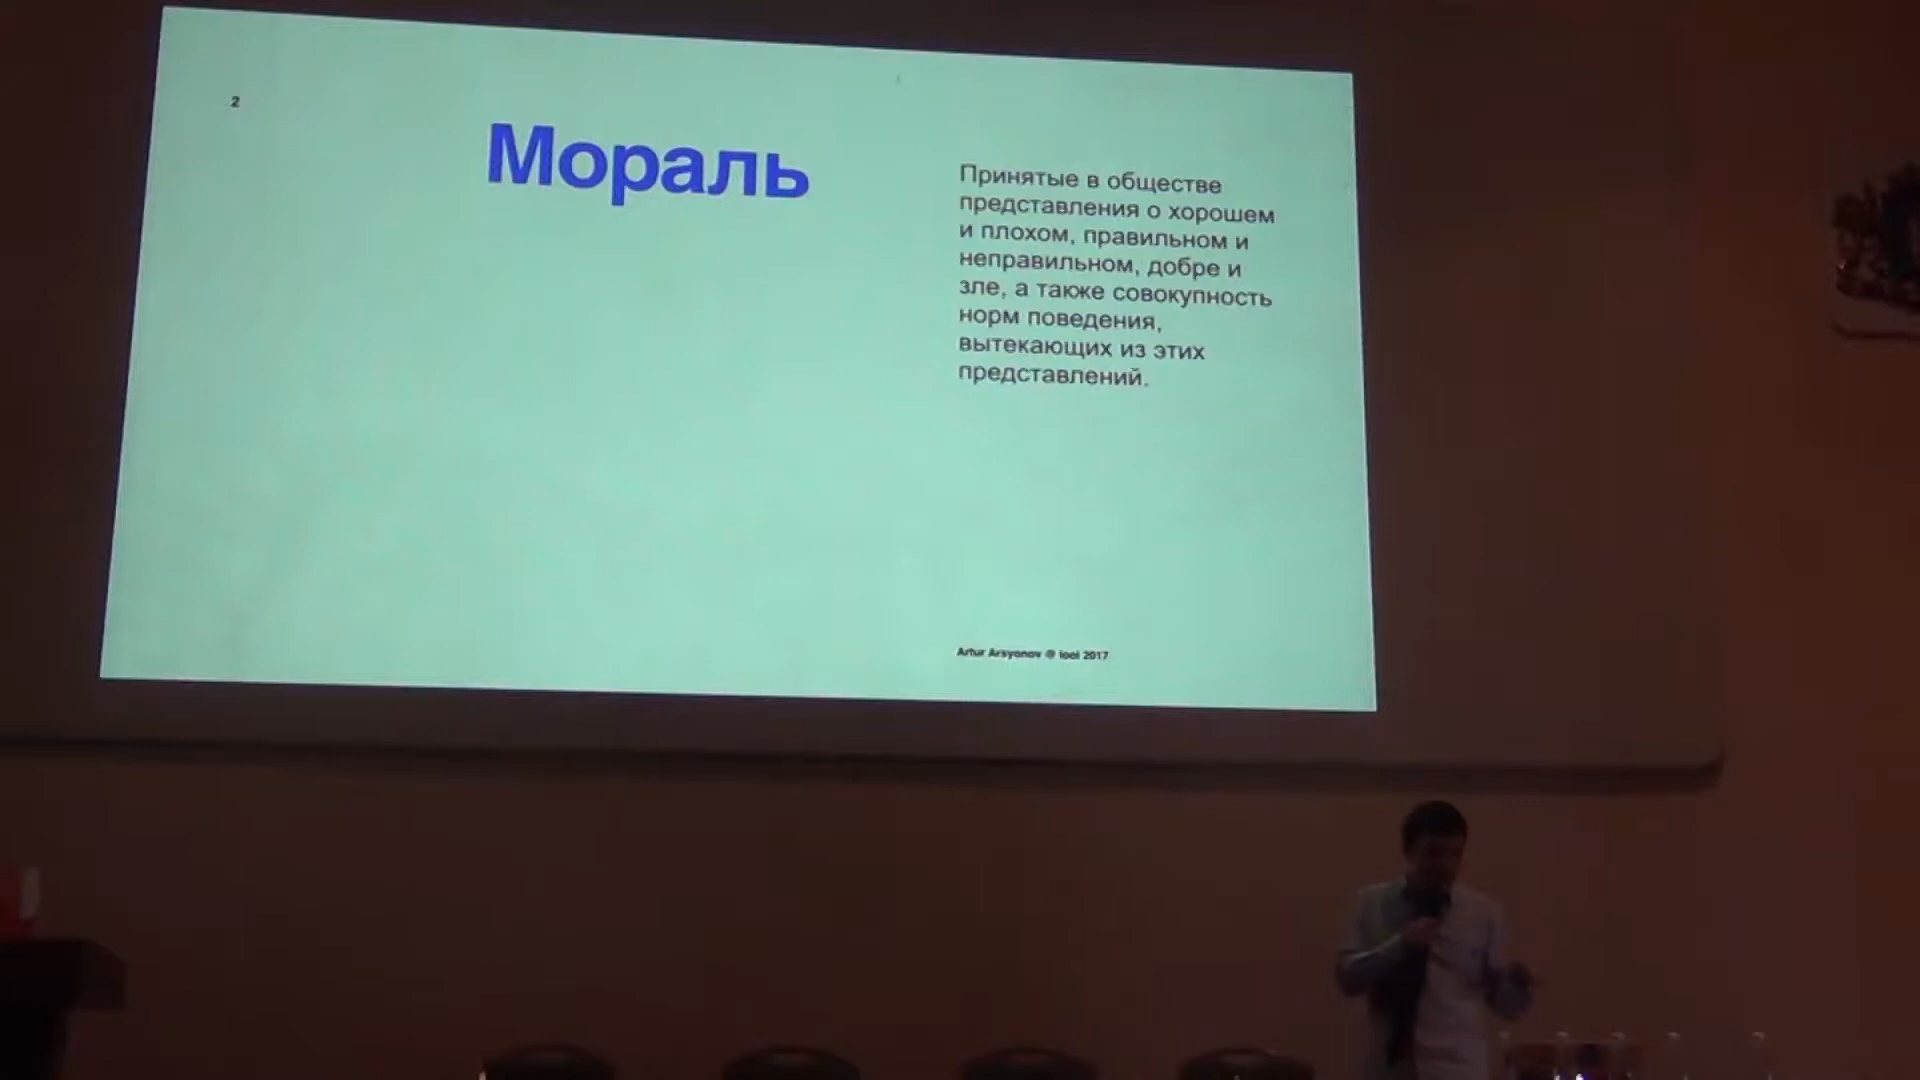 2
Мораль
Принятые в обществе
представления о хорошем
и плохом, правильном и
неправильном, добре и
зле, а также совокупность
норм поведения,
вытекающих из этих
представлений.
Artur Arsyonov @ 2017